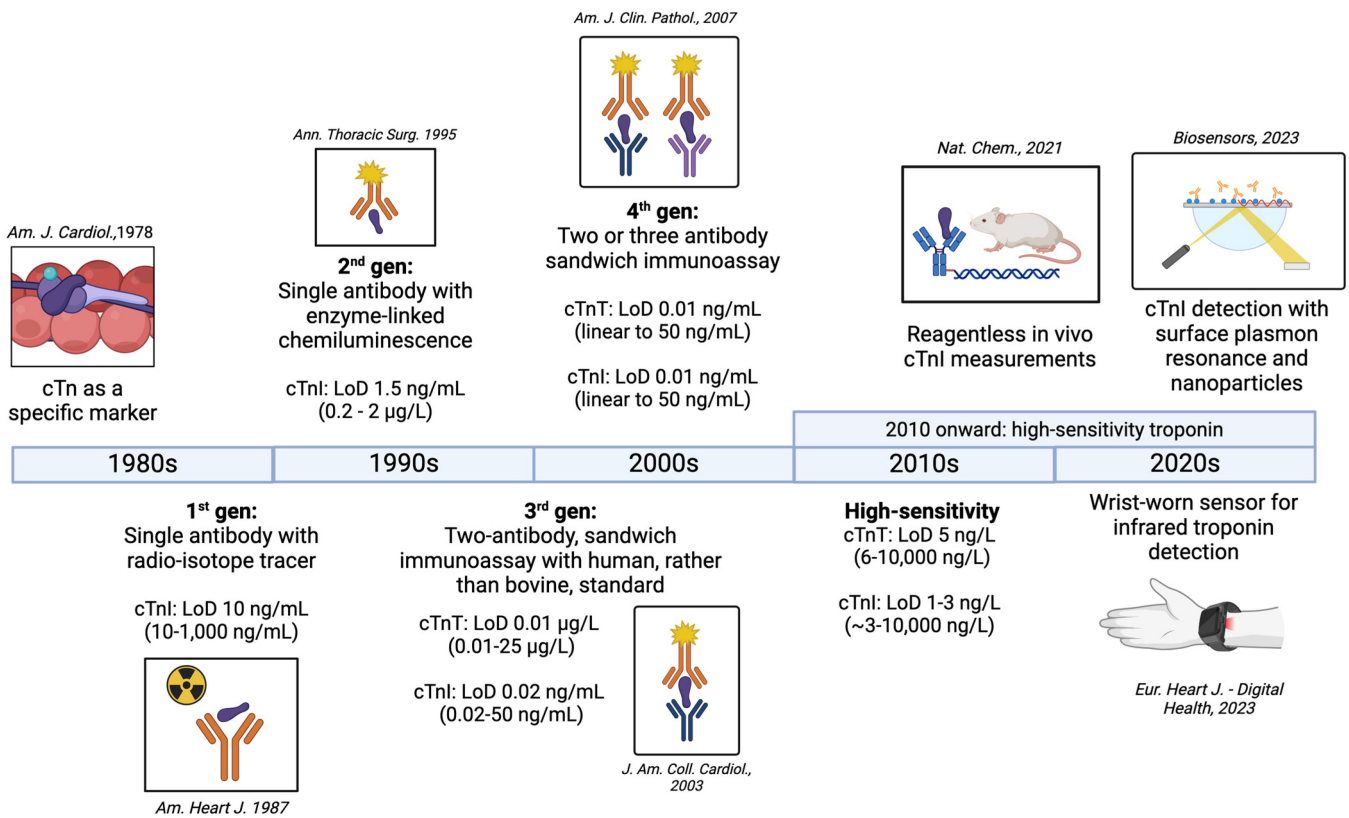 Am. J. Cardiol.,1978
cTn as a
specific marker
Ann. Thoracic Surg. 1995
2nd gen:
Single antibody with
enzyme-linked
chemiluminescence
cTnI: LoD 1.5 ng/mL
(0.2 - 2 µg/L)
Am. J. Clin. Pathol., 2007
4th gen:
Two or three antibody
sandwich immunoassay
cTnT: LoD 0.01 ng/mL
(linear to 50 ng/mL)
cTnI: LoD 0.01 ng/mL
(linear to 50 ng/mL)
Nat. Chem., 2021
Reagentless in vivo
cTnI measurements
Biosensors, 2023
cTnI detection with
surface plasmon
resonance and
nanoparticles
2010 onward: high-sensitivity troponin
1980s
1990s
2000s
2010s
2020s
1st gen:
Single antibody with
radio-isotope tracer
cTnI: LoD 10 ng/mL
(10-1,000 ng/mL)
Am. Heart J. 1987
3rd gen:
Two-antibody, sandwich
immunoassay with human, rather
than bovine, standard
cTnT: LoD 0.01 µg/L
(0.01-25 µg/L)
cTnI: LoD 0.02 ng/mL
(0.02-50 ng/mL)
J. Am. Coll. Cardiol.,
2003
High-sensitivity
cTnT: LoD 5 ng/L
(6-10,000 ng/L)
cTnI: LoD 1-3 ng/L
(~3-10,000 ng/L)
Wrist-worn sensor for
infrared troponin
detection
Eur. Heart J. - Digital
Health, 2023